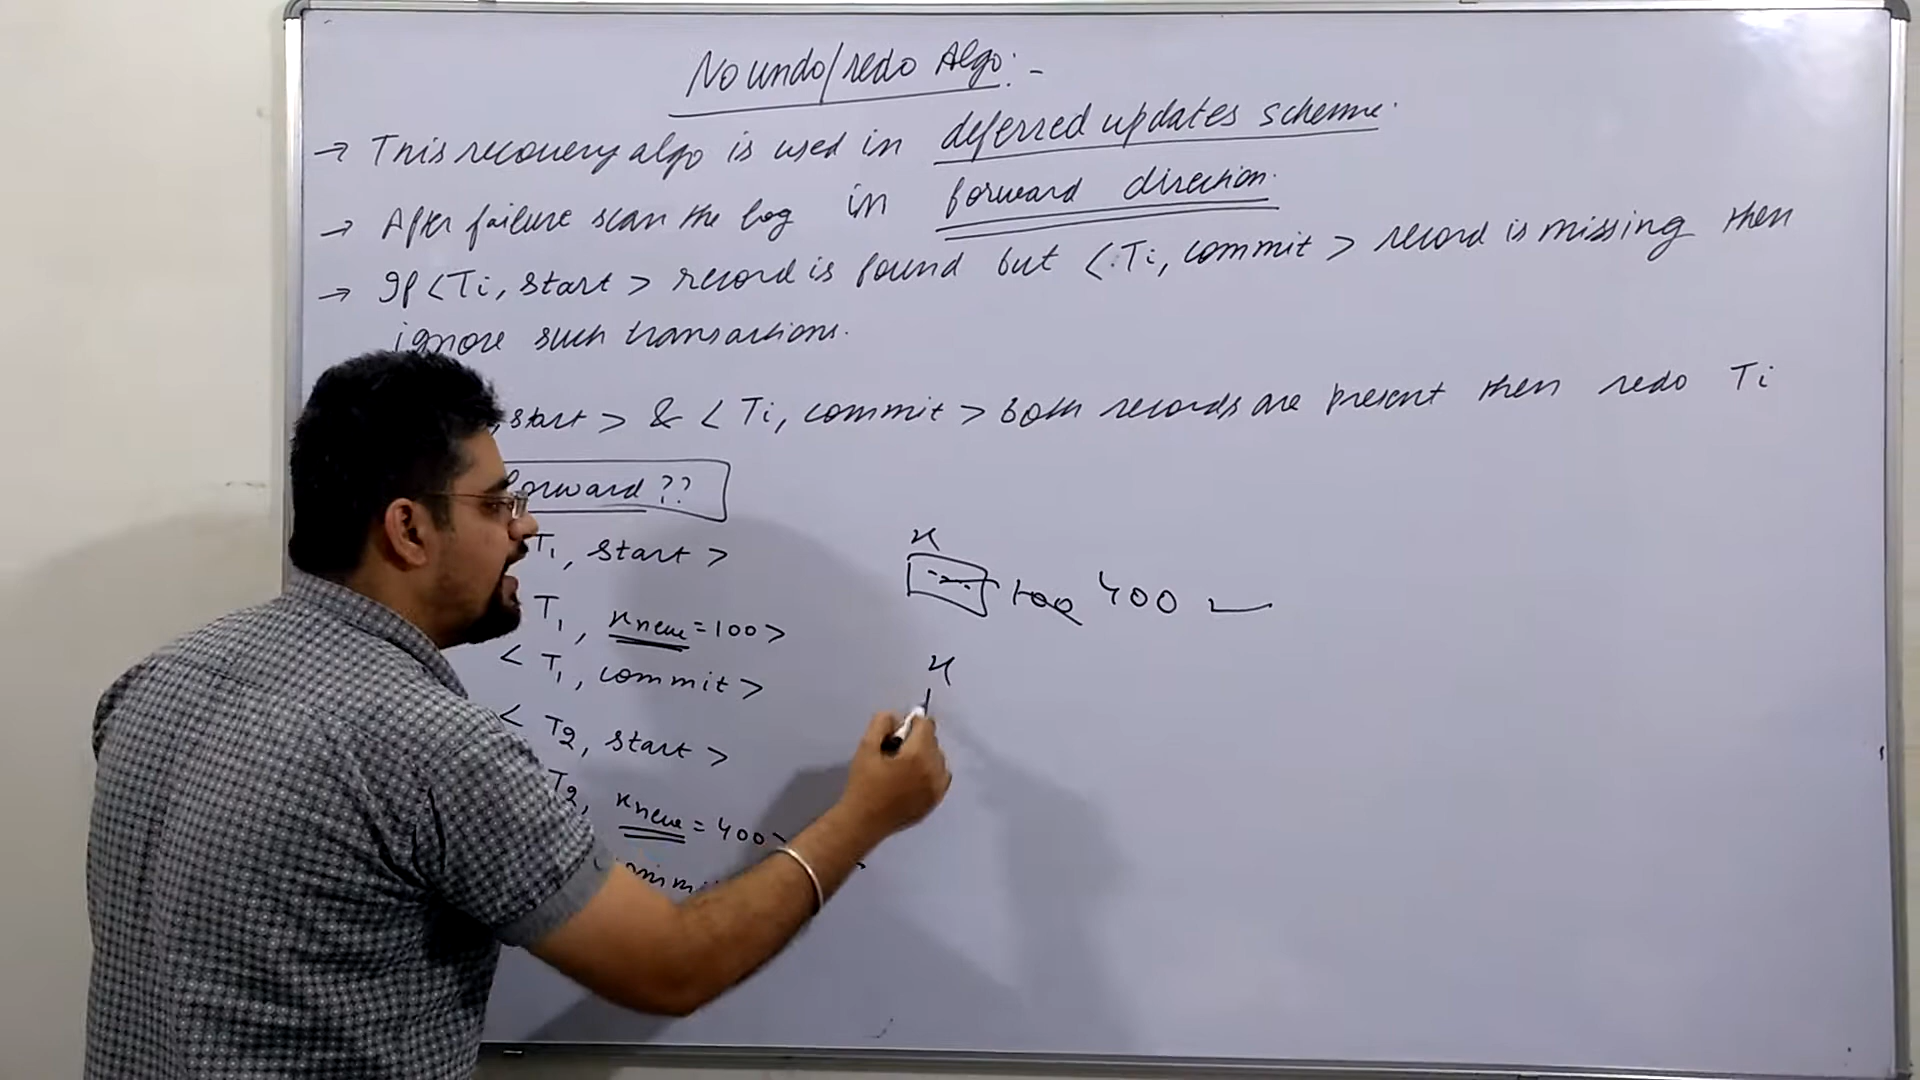 No undo/redo Algo: -
→ This recovery algo is used in deferred updates scheme.
→ After failure scan the log in forward direction.
→ If <Ti, start> record is found but <Ti, commit> record is missing then
ignore such transactions.
, start> & <Ti, commit> both records are present then redo Ti
forward ??
T1, start>
T1, xnew = 100>
< T1, commit>
< T2, start>
T2, xnew = 400>
commi
x
100 400
x